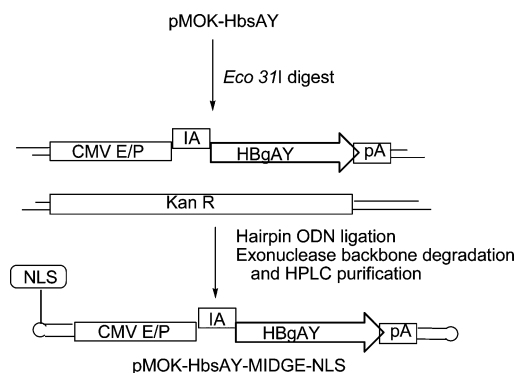 pMOK-HbsAY
Eco 31I digest
IA
CMV E/P
HBgAY
pA
Kan R
Hairpin ODN ligation
Exonuclease backbone degradation
and HPLC purification
NLS
IA
CMV E/P
HBgAY
pA
pMOK-HbsAY-MIDGE-NLS